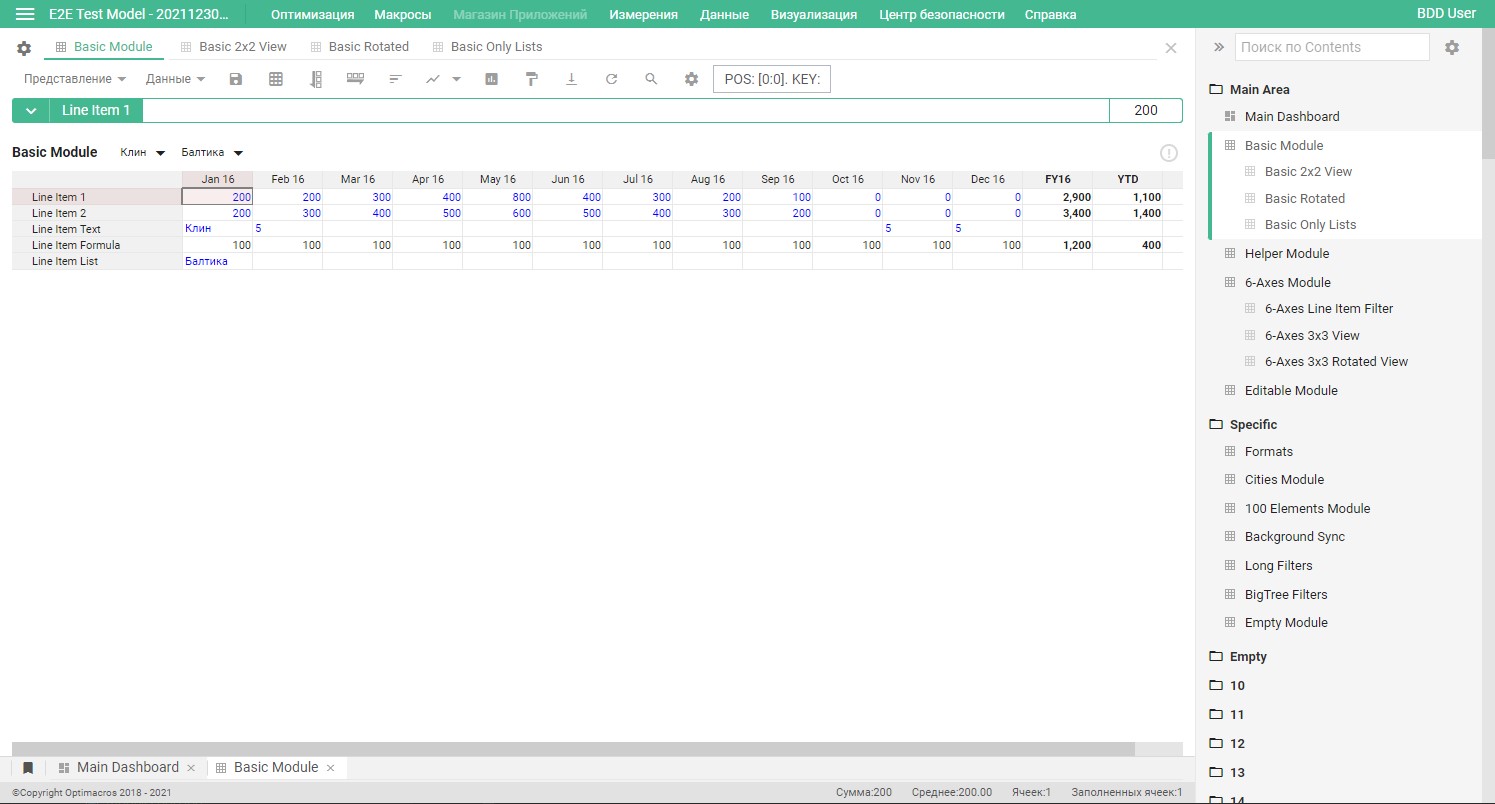 E2E Test Model - 20211230... Оптимизация Макросы Магазин Приложений Измерения Данные Визуализация Центр безопасности Справка BDD User
Basic Module Basic 2x2 View Basic Rotated Basic Only Lists
Представление Данные POS: [0:0]. KEY:
Line Item 1 200
Basic Module Клин Балтика
Jan 16 Feb 16 Mar 16 Apr 16 May 16 Jun 16 Jul 16 Aug 16 Sep 16 Oct 16 Nov 16 Dec 16 FY16 YTD
Line Item 1 200 200 300 400 800 400 300 200 100 0 0 0 2,900 1,100
Line Item 2 200 300 400 500 600 500 400 300 200 0 0 0 3,400 1,400
Line Item Text Клин 5 5 5
Line Item Formula 100 100 100 100 100 100 100 100 100 100 100 100 1,200 400
Line Item List Балтика
Main Dashboard Basic Module
©Copyright Optimacros 2018 - 2021 Сумма:200 Среднее:200.00 Ячеек:1 Заполненных ячеек:1
Поиск по Contents
Main Area
Main Dashboard
Basic Module
Basic 2x2 View
Basic Rotated
Basic Only Lists
Helper Module
6-Axes Module
6-Axes Line Item Filter
6-Axes 3x3 View
6-Axes 3x3 Rotated View
Editable Module
Specific
Formats
Cities Module
100 Elements Module
Background Sync
Long Filters
BigTree Filters
Empty Module
Empty
10
11
12
13
14